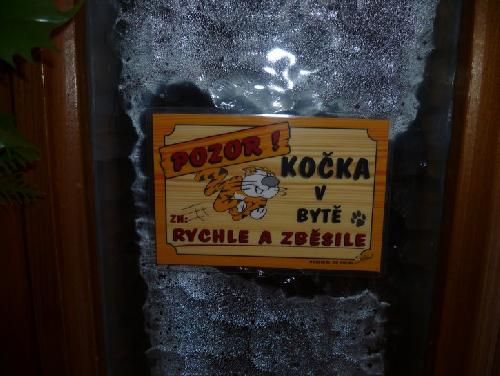 POZOR !
KOČKA
V
BYTĚ
ZN:
RYCHLE A ZBĚSILE